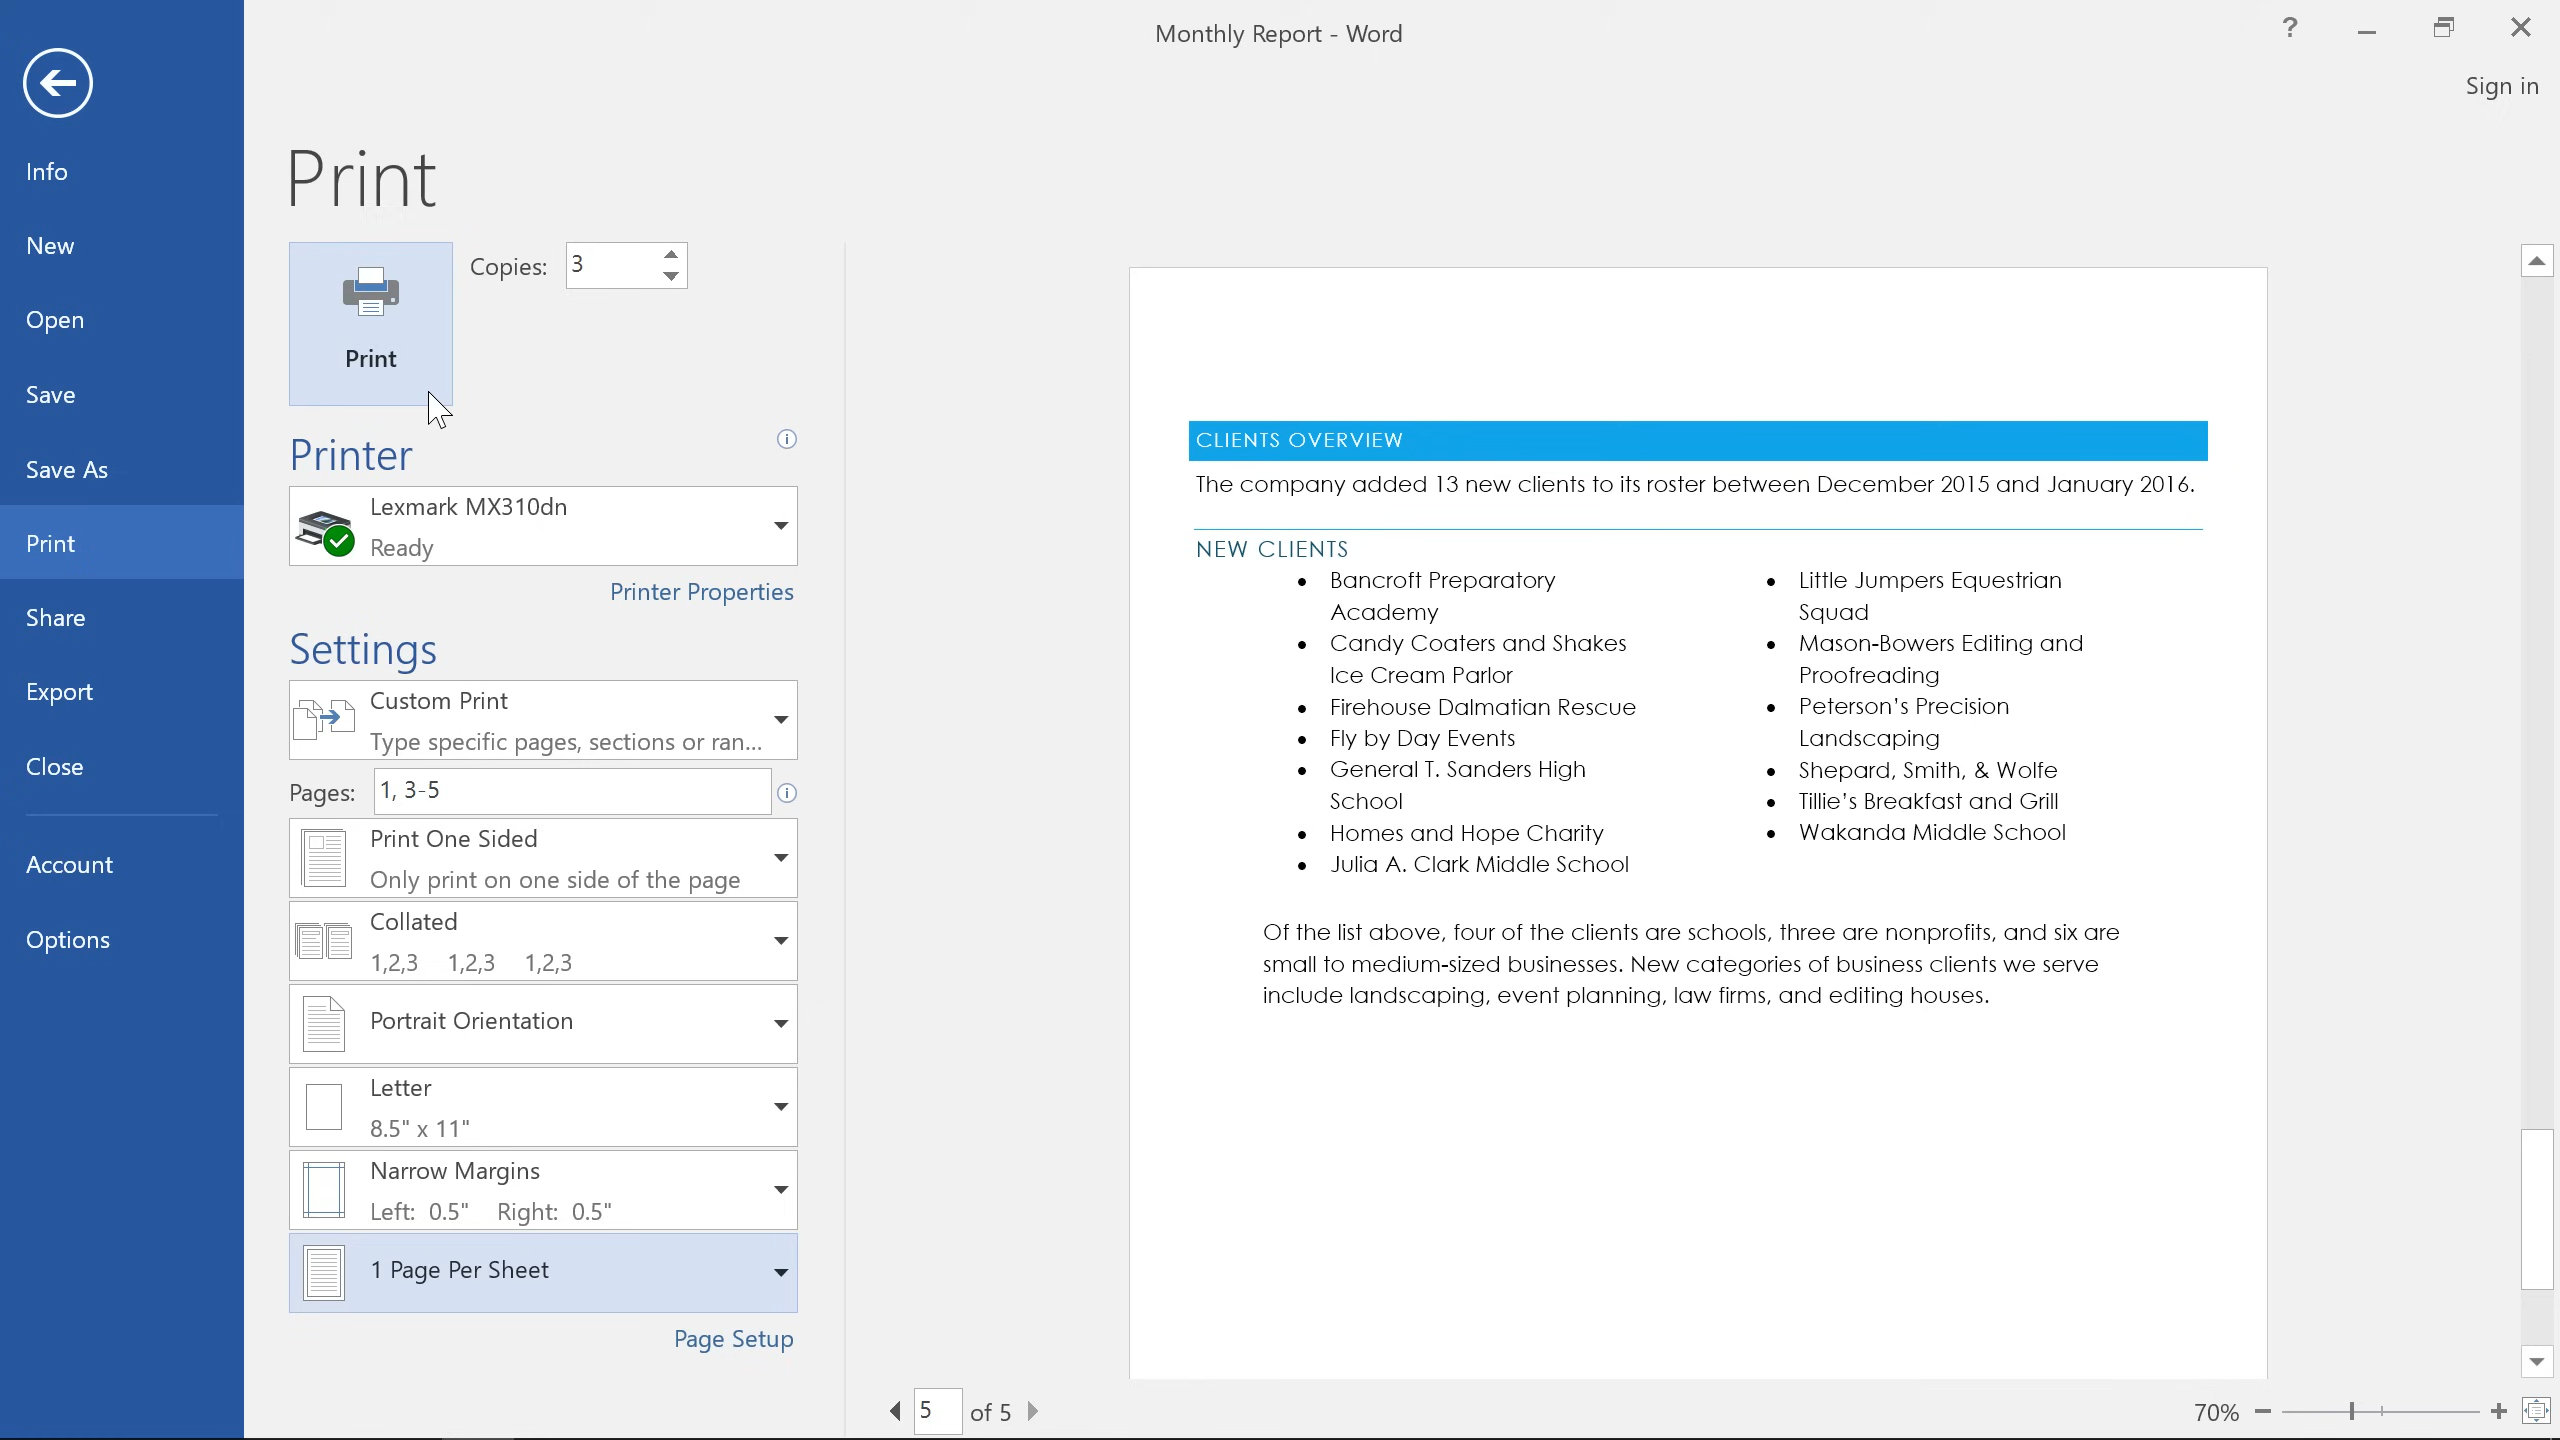 Monthly Report - Word
?
Sign in
Info
New
Open
Save
Save As
Print
Share
Export
Close
Account
Options
Print
Print
Copies: 3
Printer
Lexmark MX310dn
Ready
Printer Properties
Settings
Custom Print
Type specific pages, sections or ran...
Pages: 1, 3-5
Print One Sided
Only print on one side of the page
Collated
1,2,3 1,2,3 1,2,3
Portrait Orientation
Letter
8.5" x 11"
Narrow Margins
Left: 0.5" Right: 0.5"
1 Page Per Sheet
Page Setup
CLIENTS OVERVIEW
The company added 13 new clients to its roster between December 2015 and January 2016.
NEW CLIENTS
• Bancroft Preparatory
Academy
• Candy Coaters and Shakes
Ice Cream Parlor
• Firehouse Dalmatian Rescue
• Fly by Day Events
• General T. Sanders High
School
• Homes and Hope Charity
• Julia A. Clark Middle School
• Little Jumpers Equestrian
Squad
• Mason-Bowers Editing and
Proofreading
• Peterson's Precision
Landscaping
• Shepard, Smith, & Wolfe
• Tillie's Breakfast and Grill
• Wakanda Middle School
Of the list above, four of the clients are schools, three are nonprofits, and six are
small to medium-sized businesses. New categories of business clients we serve
include landscaping, event planning, law firms, and editing houses.
5 of 5
70%